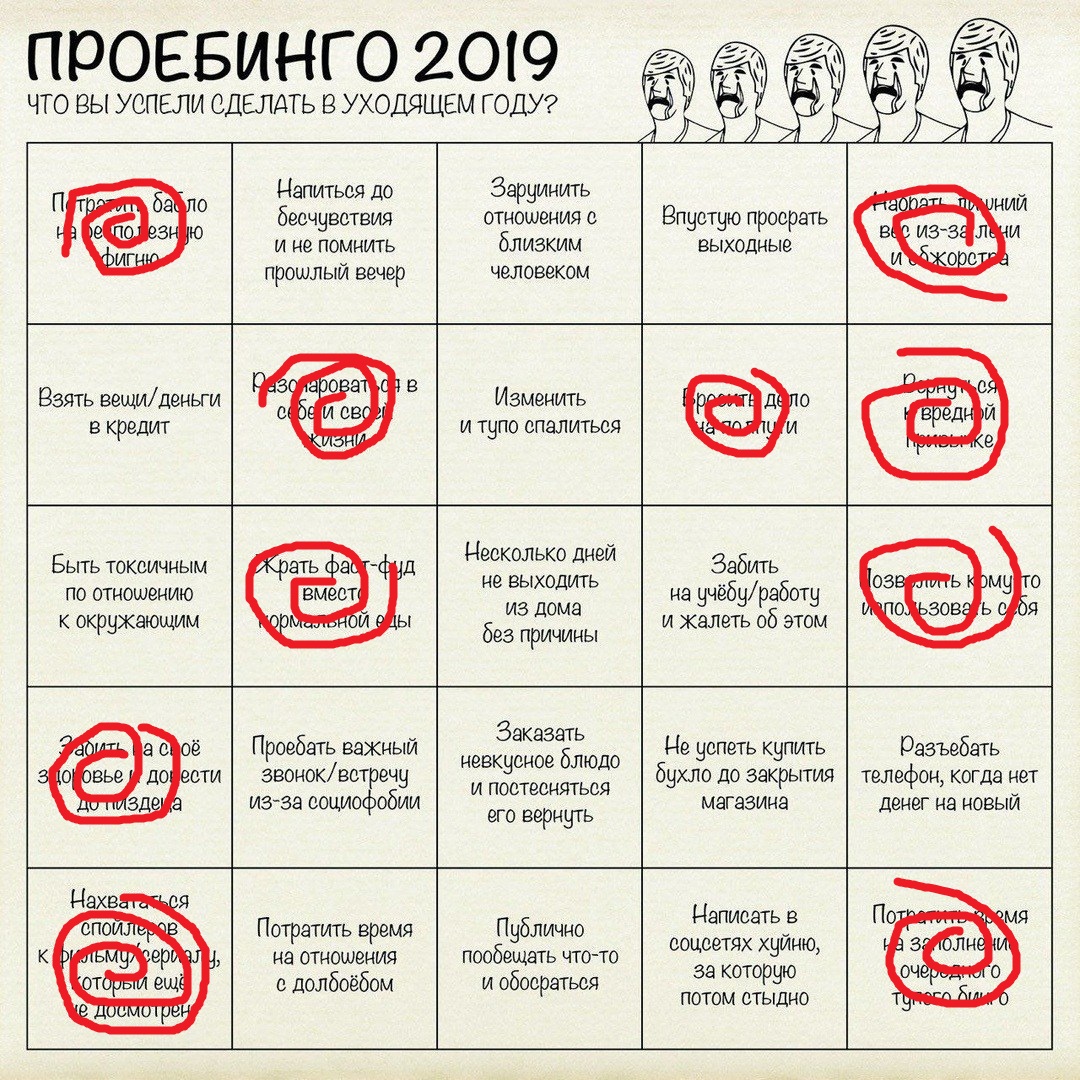 ПРОЕБИНГО 2019
ЧТО ВЫ УСПЕЛИ СДЕЛАТЬ В УХОДЯЩЕМ ГОДУ?
Потратить бабло
на бесполезную
фигню
Напиться до
бесчувствия
и не помнить
прошлый вечер
Заруинить
отношения с
близким
человеком
Впустую просрать
выходные
Набрать лишний
вес из-за лени
и обжорства
Взять вещи/деньги
в кредит
Разочароваться в
себе и своей
жизни
Изменить
и тупо спалиться
Бросить дело
на полпути
Вернуться
к вредной
привычке
Быть токсичным
по отношению
к окружающим
Жрать фаст-фуд
вместо
нормальной еды
Несколько дней
не выходить
из дома
без причины
Забить
на учёбу/работу
и жалеть об этом
Позволить кому-то
использовать себя
Забить на своё
здоровье и довести
до пиздеца
Проебать важный
звонок/встречу
из-за социофобии
Заказать
невкусное блюдо
и постесняться
его вернуть
Не успеть купить
бухло до закрытия
магазина
Разъебать
телефон, когда нет
денег на новый
Нахвататься
спойлеров
к фильму/сериалу,
который ещё
не досмотрен
Потратить время
на отношения
с долбоёбом
Публично
пообещать что-то
и обосраться
Написать в
соцсетях хуйню,
за которую
потом стыдно
Потратить время
на заполнение
очередного
тупого бинго